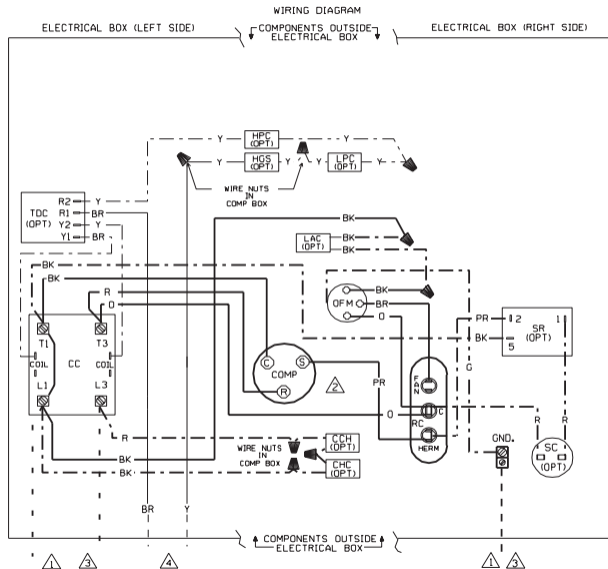 WIRING DIAGRAM
ELECTRICAL BOX (LEFT SIDE)
COMPONENTS OUTSIDE
ELECTRICAL BOX
ELECTRICAL BOX (RIGHT SIDE)
Y
HPC
(OPT)
Y
Y
HGS
(OPT)
Y
Y
LPC
(OPT)
Y
WIRE NUTS
IN
COMP BOX
TDC
(OPT)
R2
R1
Y2
Y1
Y
BR
Y
BR
BK
LAC
(OPT)
BK
BK
BK
BK
R
O
OFM
BK
BR
O
PR
BK
2
1
5
SR
(OPT)
T1
T3
COIL
CC
COIL
L1
L3
C
S
COMP
R
2
PR
G
FAN
C
RC
HERM
O
R
R
R
BK
BK
WIRE NUTS
IN
COMP BOX
CCH
(OPT)
CHC
(OPT)
GND.
SC
(OPT)
BR
Y
COMPONENTS OUTSIDE
ELECTRICAL BOX
1
3
4
1
3